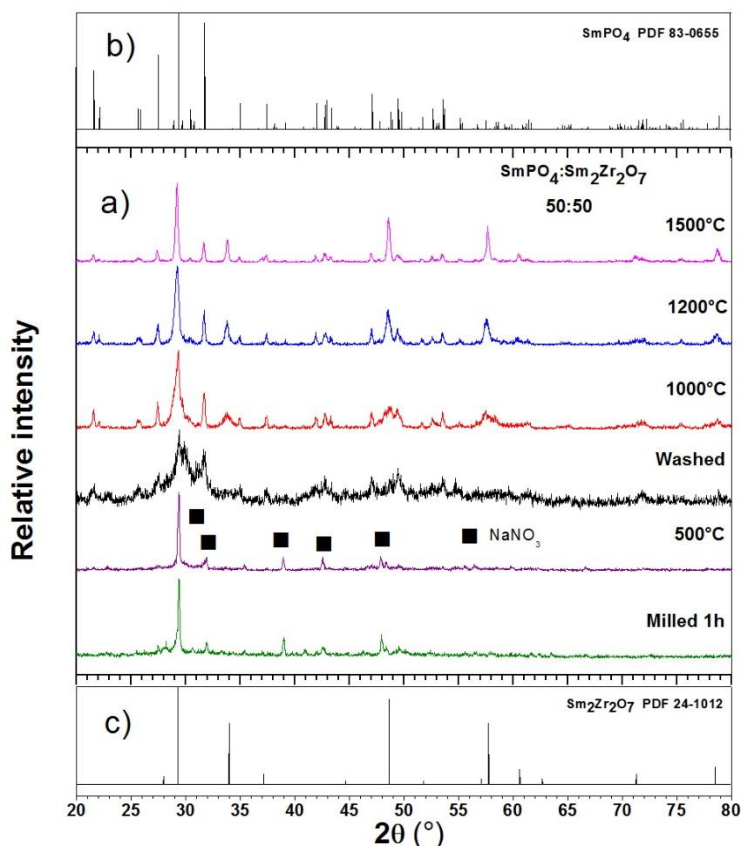 b)
SmPO₄ PDF 83-0655
a)
SmPO₄:Sm₂Zr₂O₇
50:50
1500°C
1200°C
1000°C
Washed
NaNO₃
500°C
Milled 1h
Relative intensity
c)
Sm₂Zr₂O₇ PDF 24-1012
20 25 30 35 40 45 50 55 60 65 70 75 80
2θ (°)